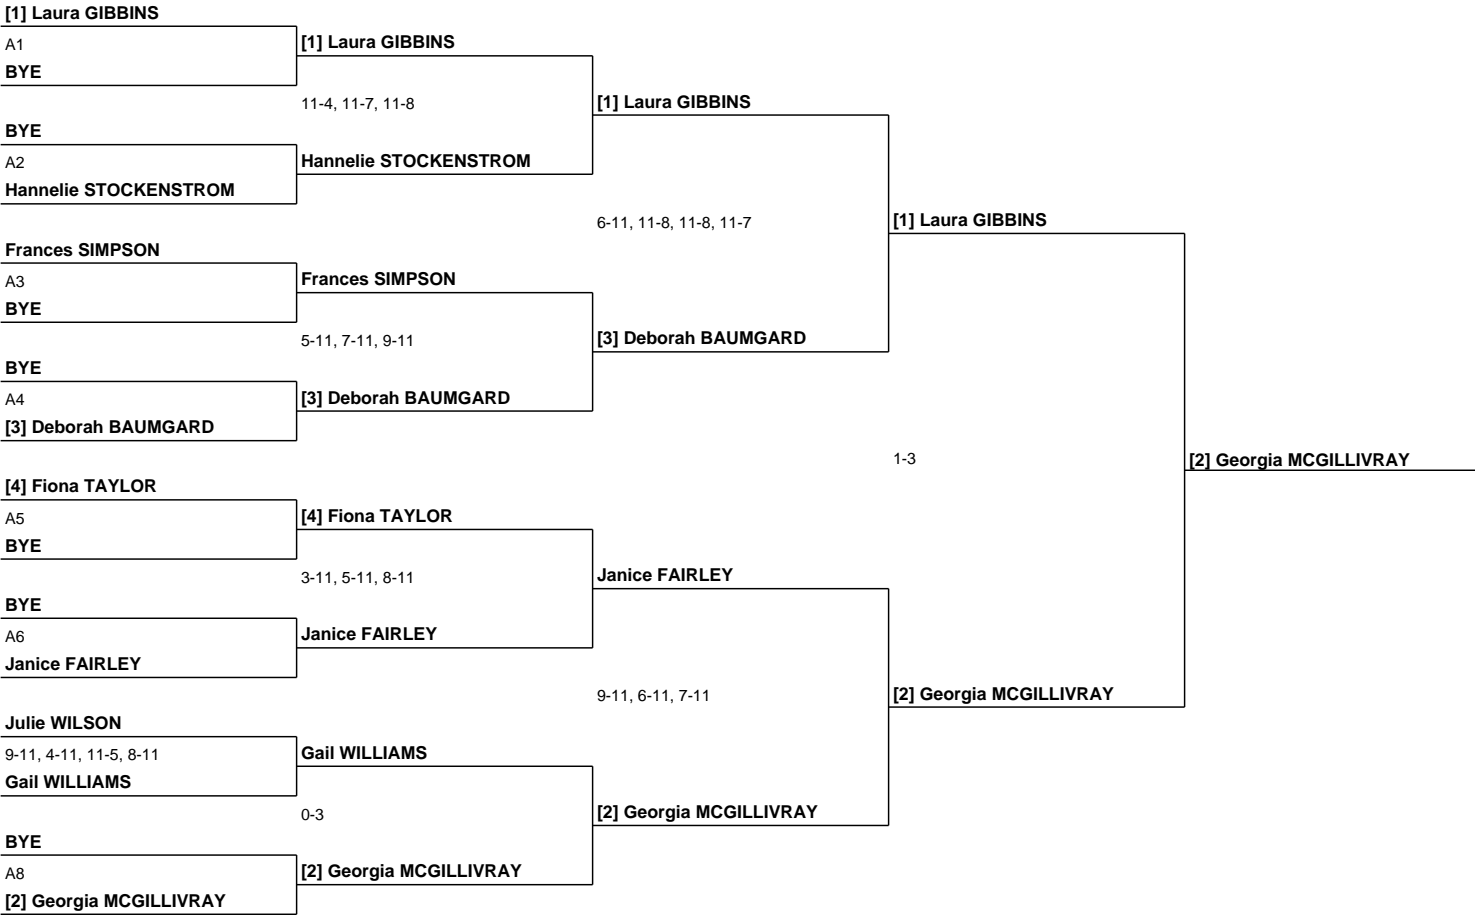 [1] Laura GIBBINS
A1
BYE
BYE
A2
Hannelie STOCKENSTROM
Frances SIMPSON
A3
BYE
BYE
A4
[3] Deborah BAUMGARD
[4] Fiona TAYLOR
A5
BYE
BYE
A6
Janice FAIRLEY
Julie WILSON
9-11, 4-11, 11-5, 8-11
Gail WILLIAMS
BYE
A8
[2] Georgia MCGILLIVRAY
[1] Laura GIBBINS
11-4, 11-7, 11-8
Hannelie STOCKENSTROM
Frances SIMPSON
5-11, 7-11, 9-11
[3] Deborah BAUMGARD
[4] Fiona TAYLOR
3-11, 5-11, 8-11
Janice FAIRLEY
Gail WILLIAMS
0-3
[2] Georgia MCGILLIVRAY
[1] Laura GIBBINS
6-11, 11-8, 11-8, 11-7
[3] Deborah BAUMGARD
Janice FAIRLEY
9-11, 6-11, 7-11
[2] Georgia MCGILLIVRAY
[1] Laura GIBBINS
1-3
[2] Georgia MCGILLIVRAY
[2] Georgia MCGILLIVRAY